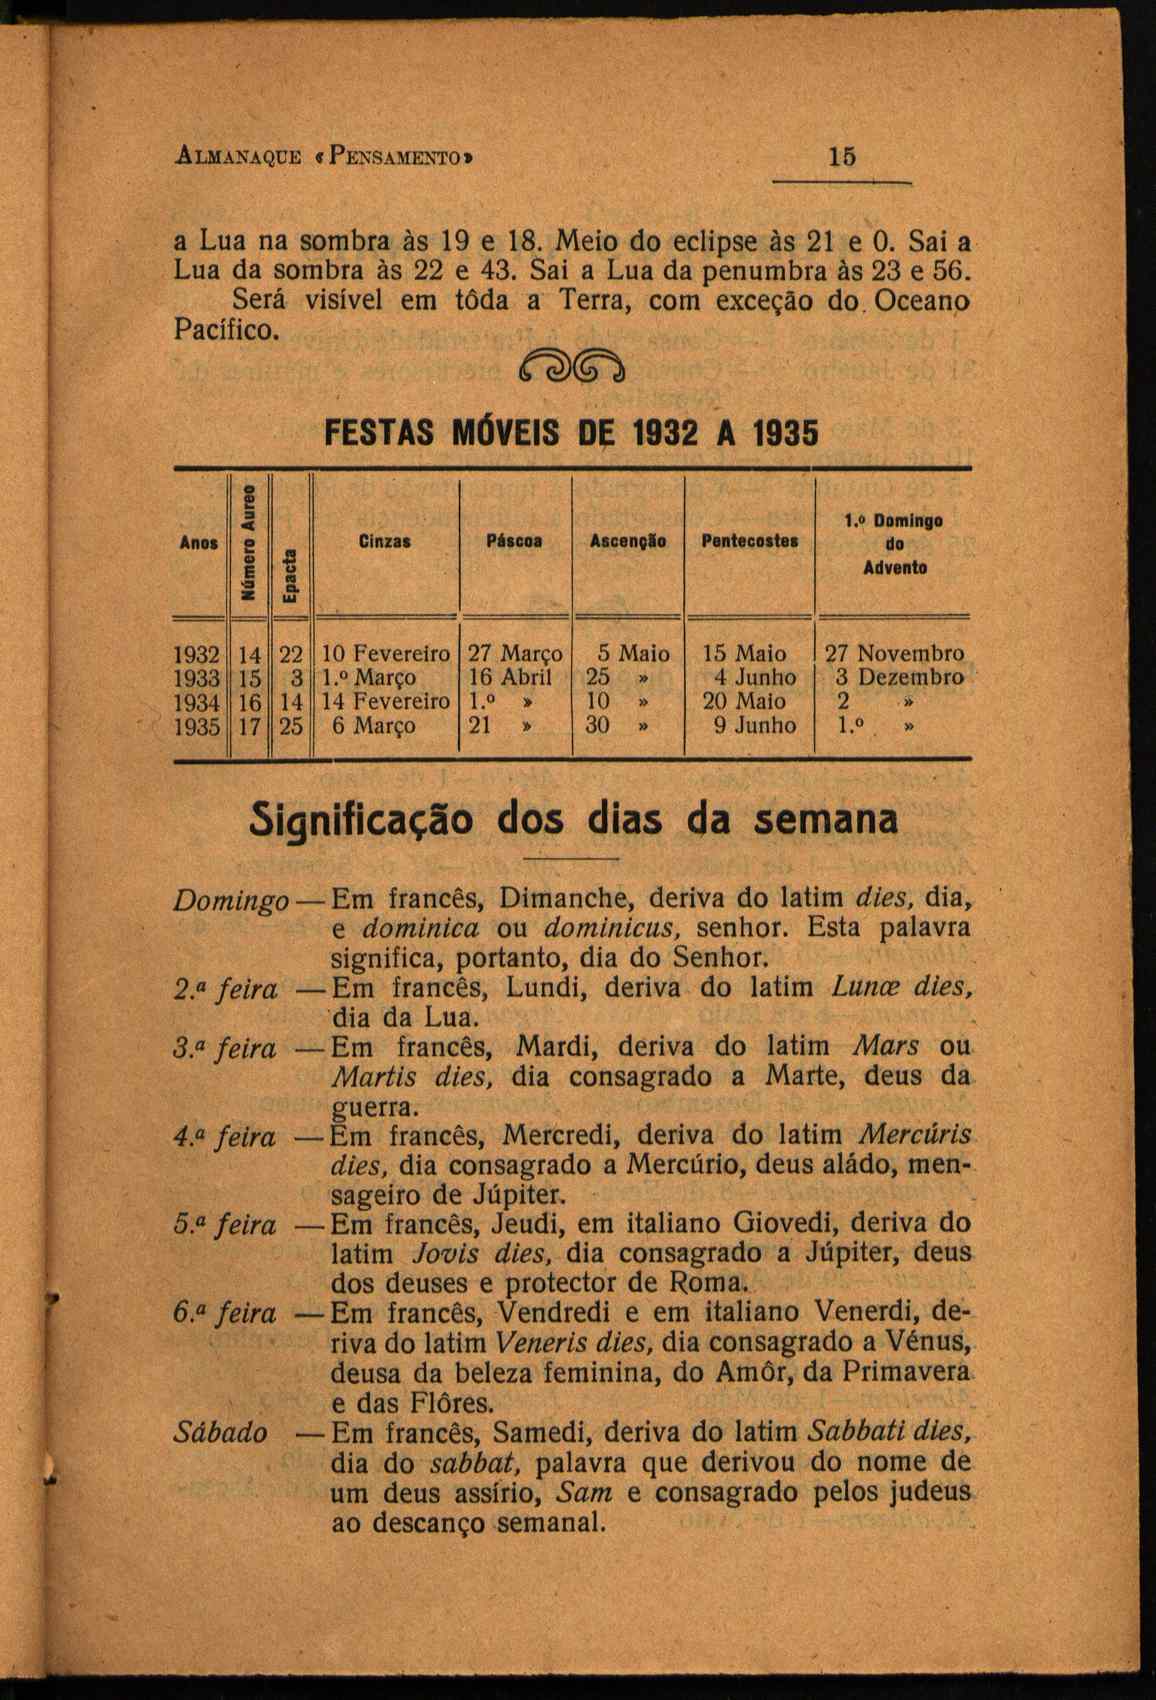 ALMANAQUE «PENSAMENTO» 15
a Lua na sombra às 19 e 18. Meio do eclipse às 21 e 0. Sai a
Lua da sombra às 22 e 43. Sai a Lua da penumbra às 23 e 56.
Será visível em tôda a Terra, com exceção do Oceano
Pacífico.
FESTAS MÓVEIS DE 1932 A 1935
Anos Número Aureo Epacta Cinzas Páscoa Ascenção Pentecostes 1.º Domingo do Advento
1932 14 22 10 Fevereiro 27 Março 5 Maio 15 Maio 27 Novembro
1933 15 3 1.º Março 16 Abril 25 » 4 Junho 3 Dezembro
1934 16 14 14 Fevereiro 1.º » 10 » 20 Maio 2 »
1935 17 25 6 Março 21 » 30 » 9 Junho 1.º »
Significação dos dias da semana
Domingo — Em francês, Dimanche, deriva do latim dies, dia,
e dominica ou dominicus, senhor. Esta palavra
significa, portanto, dia do Senhor.
2.ª feira — Em francês, Lundi, deriva do latim Lunœ dies,
dia da Lua.
3.ª feira — Em francês, Mardi, deriva do latim Mars ou
Martis dies, dia consagrado a Marte, deus da
guerra.
4.ª feira — Em francês, Mercredi, deriva do latim Mercúris
dies, dia consagrado a Mercúrio, deus aládo, men-
sageiro de Júpiter.
5.ª feira — Em francês, Jeudi, em italiano Giovedi, deriva do
latim Jovis dies, dia consagrado a Júpiter, deus
dos deuses e protector de Roma.
6.ª feira — Em francês, Vendredi e em italiano Venerdi, de-
riva do latim Veneris dies, dia consagrado a Vénus,
deusa da beleza feminina, do Amôr, da Primavera
e das Flôres.
Sábado — Em francês, Samedi, deriva do latim Sabbati dies,
dia do sabbat, palavra que derivou do nome de
um deus assírio, Sam e consagrado pelos judeus
ao descanço semanal.